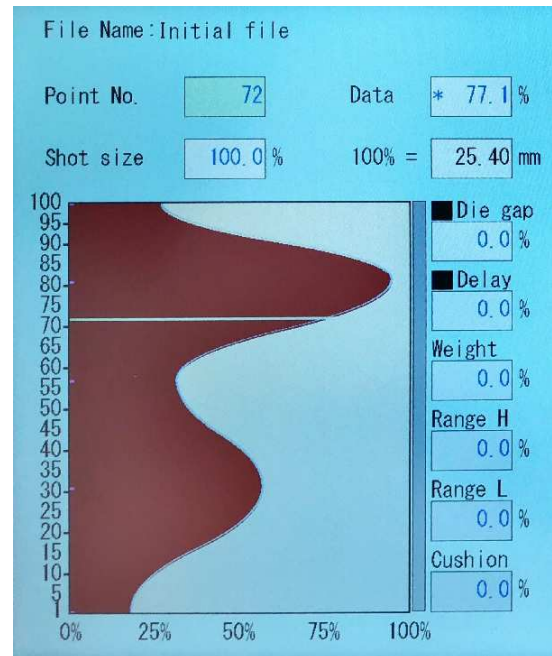 File Name:Initial file
Point No. 72 Data * 77.1 %
Shot size 100.0 % 100% = 25.40 mm
100
95
90
85
80
75
70
65
60
55
50
45
40
35
30
25
20
15
10
5
1
0% 25% 50% 75% 100%
Die gap
0.0 %
Delay
0.0 %
Weight
0.0 %
Range H
0.0 %
Range L
0.0 %
Cushion
0.0 %